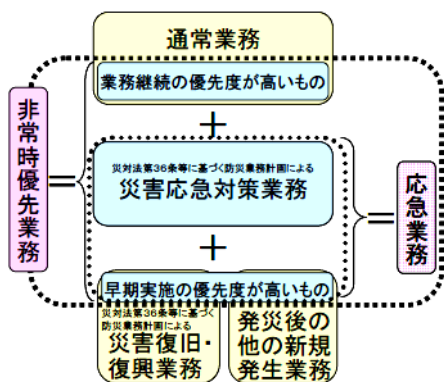 通常業務
業務継続の優先度が高いもの
＋
非常時優先業務
＝
災対法第36条等に基づく防災業務計画による
災害応急対策業務
＝
応急業務
＋
早期実施の優先度が高いもの
災対法第36条等に基づく
防災業務計画による
災害復旧・
復興業務
発災後の
他の新規
発生業務